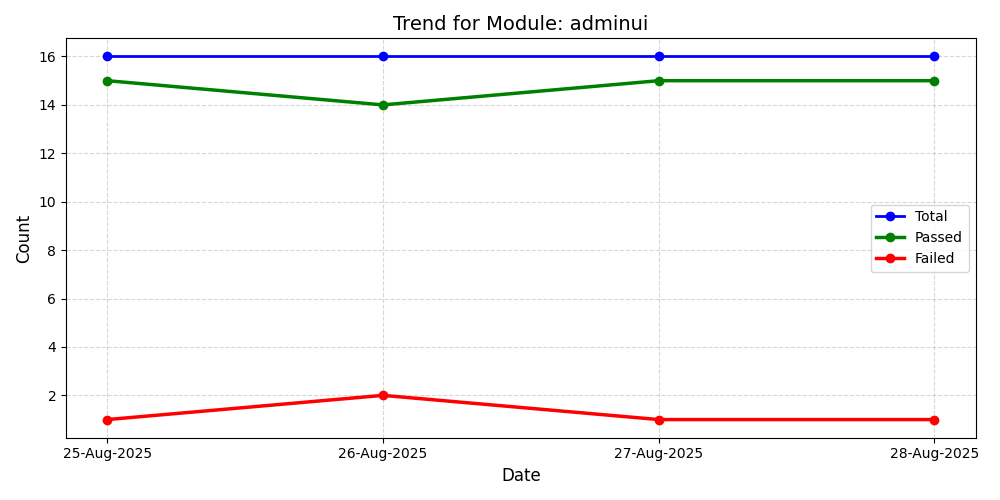 Trend for Module: adminui
Count
16
14
12
10
8
6
4
2
Total
Passed
Failed
25-Aug-2025
26-Aug-2025
27-Aug-2025
28-Aug-2025
Date